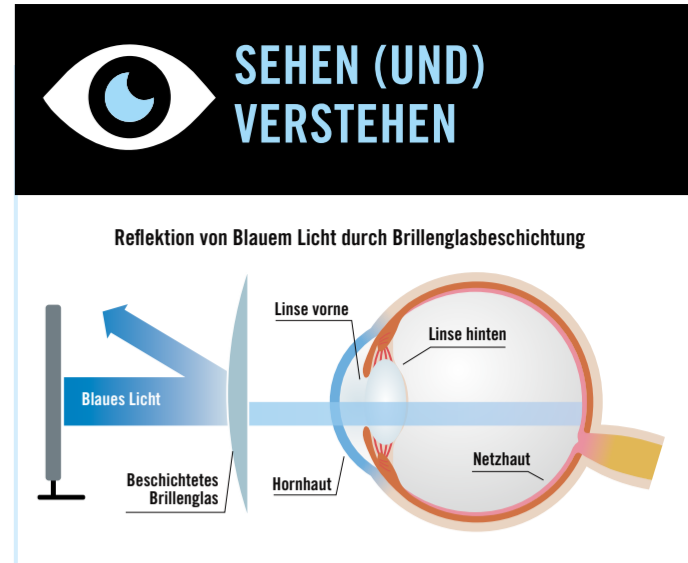 SEHEN (UND)
VERSTEHEN
Reflektion von Blauem Licht durch Brillenglasbeschichtung
Linse vorne
Linse hinten
Blaues Licht
Beschichtetes
Brillenglas
Hornhaut
Netzhaut